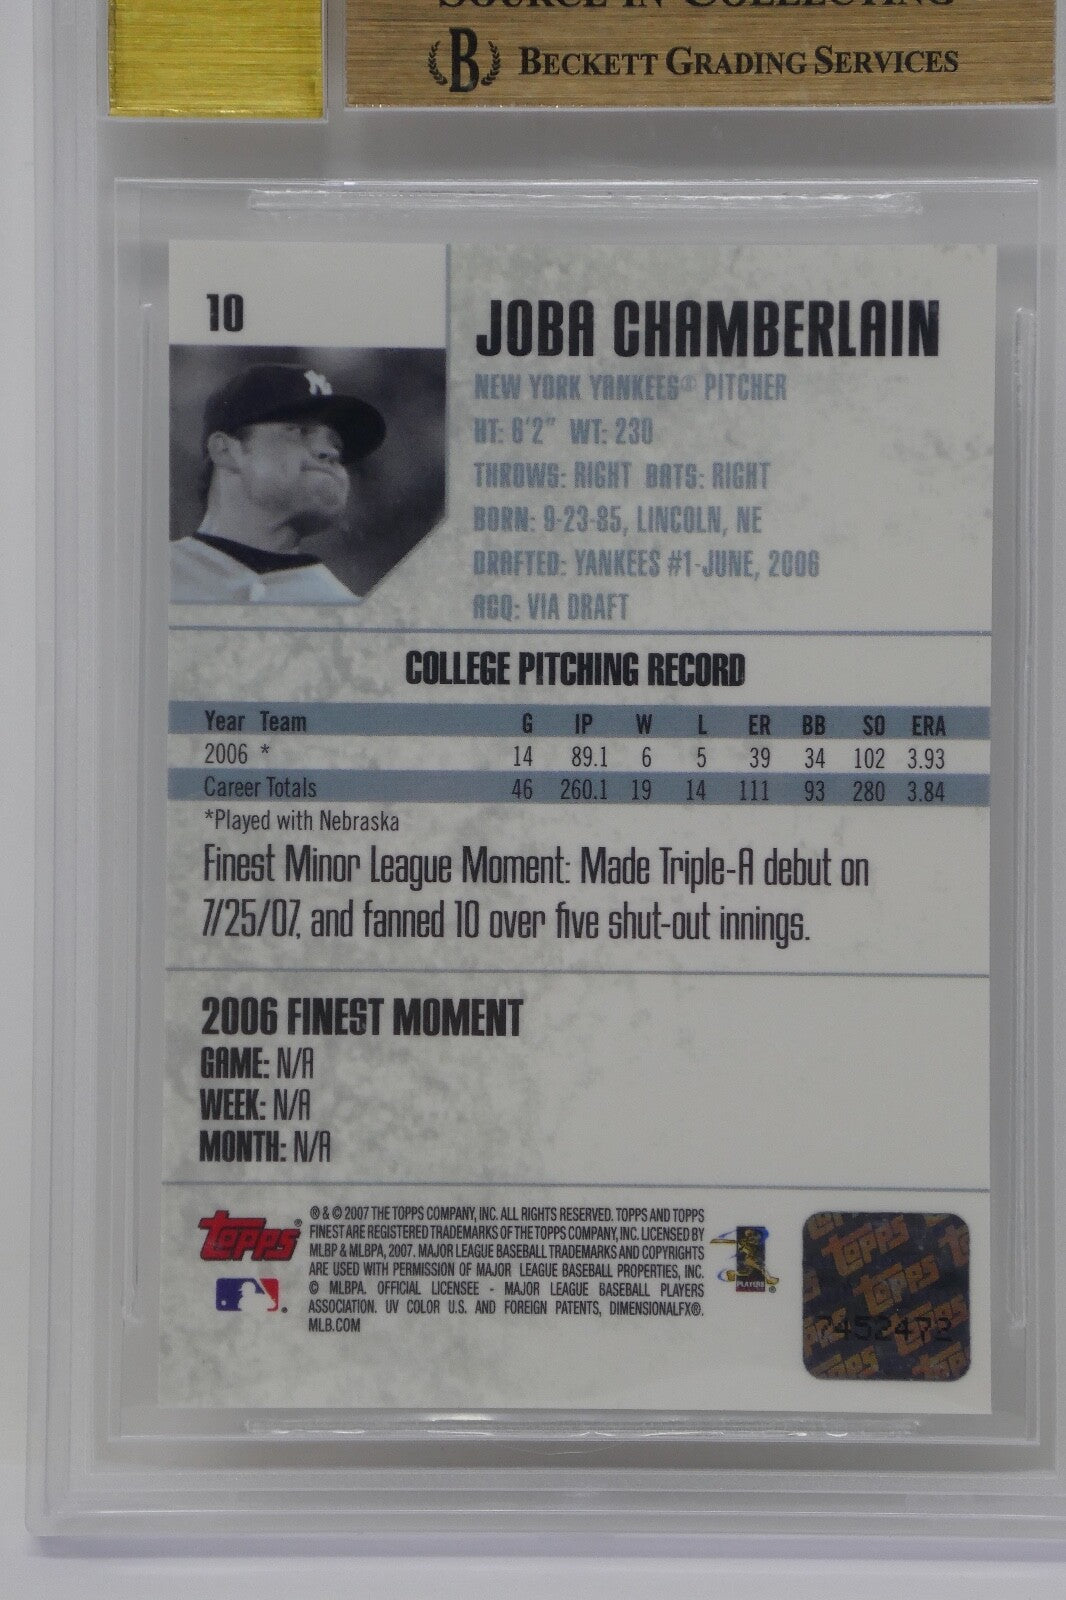 SOURCE IN COLLECTING
B BECKETT GRADING SERVICES
10
JOBA CHAMBERLAIN
NEW YORK YANKEES® PITCHER
HT: 6'2" WT: 230
THROWS: RIGHT BATS: RIGHT
BORN: 9-23-85, LINCOLN, NE
DRAFTED: YANKEES #1-JUNE, 2006
ACQ: VIA DRAFT
COLLEGE PITCHING RECORD
Year Team G IP W L ER BB SO ERA
2006 * 14 89.1 6 5 39 34 102 3.93
Career Totals 46 260.1 19 14 111 93 280 3.84
*Played with Nebraska
Finest Minor League Moment: Made Triple-A debut on
7/25/07, and fanned 10 over five shut-out innings.
2006 FINEST MOMENT
GAME: N/A
WEEK: N/A
MONTH: N/A
topps®
® & © 2007 THE TOPPS COMPANY, INC. ALL RIGHTS RESERVED. TOPPS AND TOPPS
FINEST ARE REGISTERED TRADEMARKS OF THE TOPPS COMPANY, INC. LICENSED BY
MLBP & MLBPA, 2007. MAJOR LEAGUE BASEBALL TRADEMARKS AND COPYRIGHTS
ARE USED WITH PERMISSION OF MAJOR LEAGUE BASEBALL PROPERTIES, INC.
© MLBPA. OFFICIAL LICENSEE - MAJOR LEAGUE BASEBALL PLAYERS
ASSOCIATION. UV COLOR U.S. AND FOREIGN PATENTS, DIMENSIONALFX®.
MLB.COM
PLAYERS
topps
topps
452472